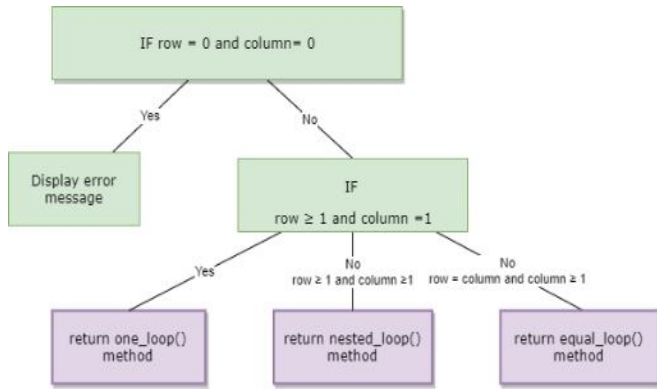 IF row = 0 and column= 0
Yes
No
Display error
message
IF
row ≥ 1 and column =1
Yes
No
row ≥ 1 and column ≥1
No
row = column and column ≥ 1
return one_loop()
method
return nested_loop()
method
return equal_loop()
method